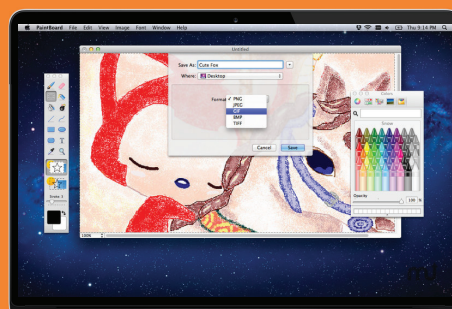 PaintBoard File Edit View Image Font Window Help
Thu 9:14 PM
Untitled
Save As: Cute Fox
Where: Desktop
Format
PNG
JPEG
GIF
BMP
TIFF
Cancel Save
Colors
Opacity
100 %
100%